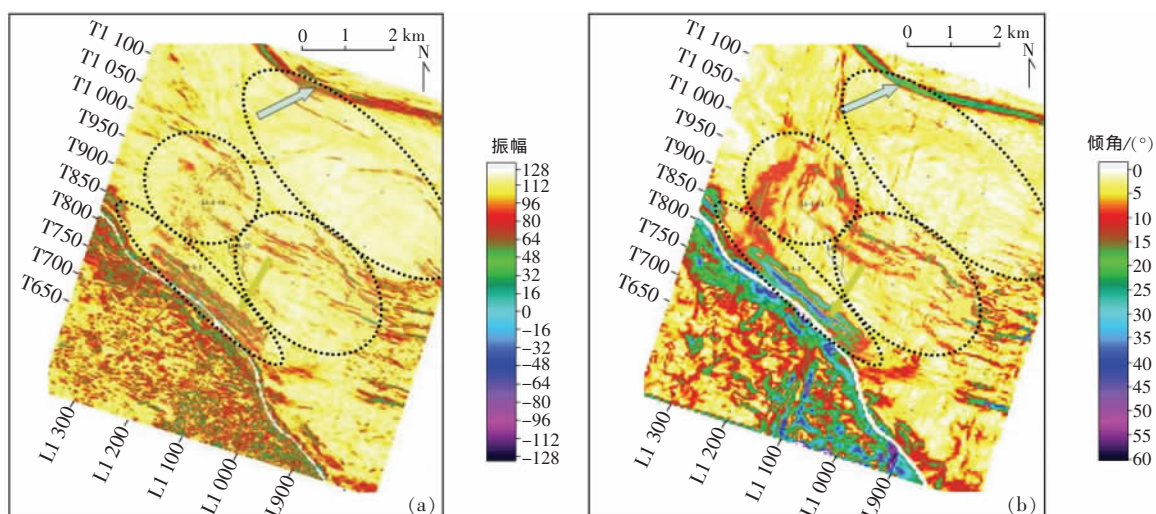 0 1 2 km
N
T1 100
T1 050
T1 000
T950
T900
T850
T800
T750
T700
T650
L1 300
L1 200
L1 100
L1 000
L900
(a)
振幅
128
112
96
80
64
48
32
16
0
-16
-32
-48
-64
-80
-96
-112
-128
0 1 2 km
N
T1 100
T1 050
T1 000
T950
T900
T850
T800
T750
T700
T650
L1 300
L1 200
L1 100
L1 000
L900
(b)
倾角/(°)
0
5
10
15
20
25
30
35
40
45
50
55
60